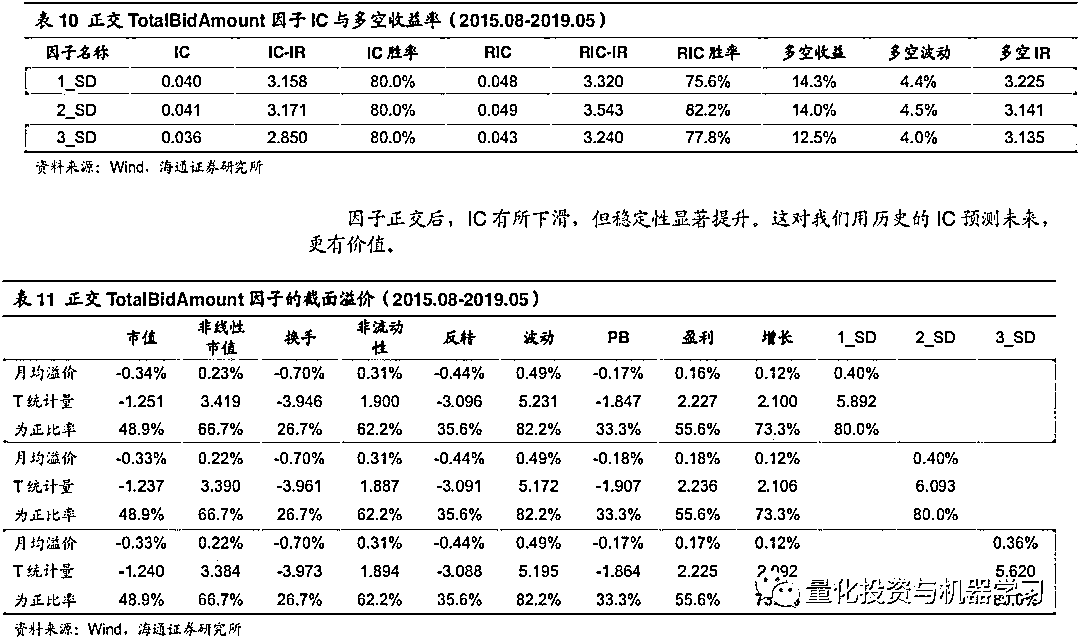 表 10 正交 TotalBidAmount 因子 IC 与多空收益率（2015.08-2019.05）
因子名称 IC IC-IR IC 胜率 RIC RIC-IR RIC 胜率 多空收益 多空波动 多空 IR
1_SD 0.040 3.158 80.0% 0.048 3.320 75.6% 14.3% 4.4% 3.225
2_SD 0.041 3.171 80.0% 0.049 3.543 82.2% 14.0% 4.5% 3.141
3_SD 0.036 2.850 80.0% 0.043 3.240 77.8% 12.5% 4.0% 3.135
资料来源：Wind，海通证券研究所
因子正交后，IC 有所下滑，但稳定性显著提升。这对我们用历史的 IC 预测未来，
更有价值。
表 11 正交 TotalBidAmount 因子的截面溢价（2015.08-2019.05）
市值 非线性市值 换手 非流动性 反转 波动 PB 盈利 增长 1_SD 2_SD 3_SD
月均溢价 -0.34% 0.23% -0.70% 0.31% -0.44% 0.49% -0.17% 0.16% 0.12% 0.40%
T 统计量 -1.251 3.419 -3.946 1.900 -3.096 5.231 -1.847 2.227 2.100 5.892
为正比率 48.9% 66.7% 26.7% 62.2% 35.6% 82.2% 33.3% 55.6% 73.3% 80.0%
月均溢价 -0.33% 0.22% -0.70% 0.31% -0.44% 0.49% -0.18% 0.18% 0.12% 0.40%
T 统计量 -1.237 3.390 -3.961 1.887 -3.091 5.172 -1.907 2.236 2.106 6.093
为正比率 48.9% 66.7% 26.7% 62.2% 35.6% 82.2% 33.3% 55.6% 73.3% 80.0%
月均溢价 -0.33% 0.22% -0.70% 0.31% -0.44% 0.49% -0.17% 0.17% 0.12% 0.36%
T 统计量 -1.240 3.384 -3.973 1.894 -3.088 5.195 -1.864 2.225 2.092 5.620
为正比率 48.9% 66.7% 26.7% 62.2% 35.6% 82.2% 33.3% 55.6%
量化投资与机器学习
资料来源：Wind，海通证券研究所